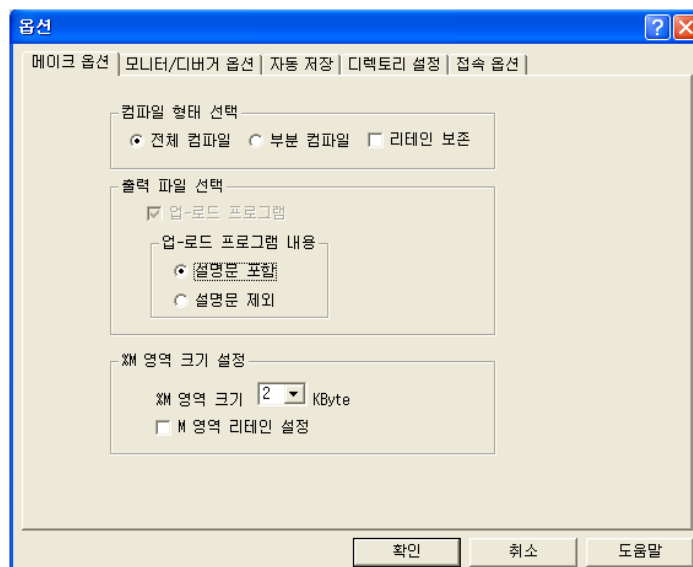 옵션
메이크 옵션 모니터/디버거 옵션 자동 저장 디렉토리 설정 접속 옵션
컴파일 형태 선택
전체 컴파일 부분 컴파일 리테인 보존
출력 파일 선택
업-로드 프로그램
업-로드 프로그램 내용
설명문 포함
설명문 제외
%M 영역 크기 설정
%M 영역 크기 2 KByte
M 영역 리테인 설정
확인 취소 도움말